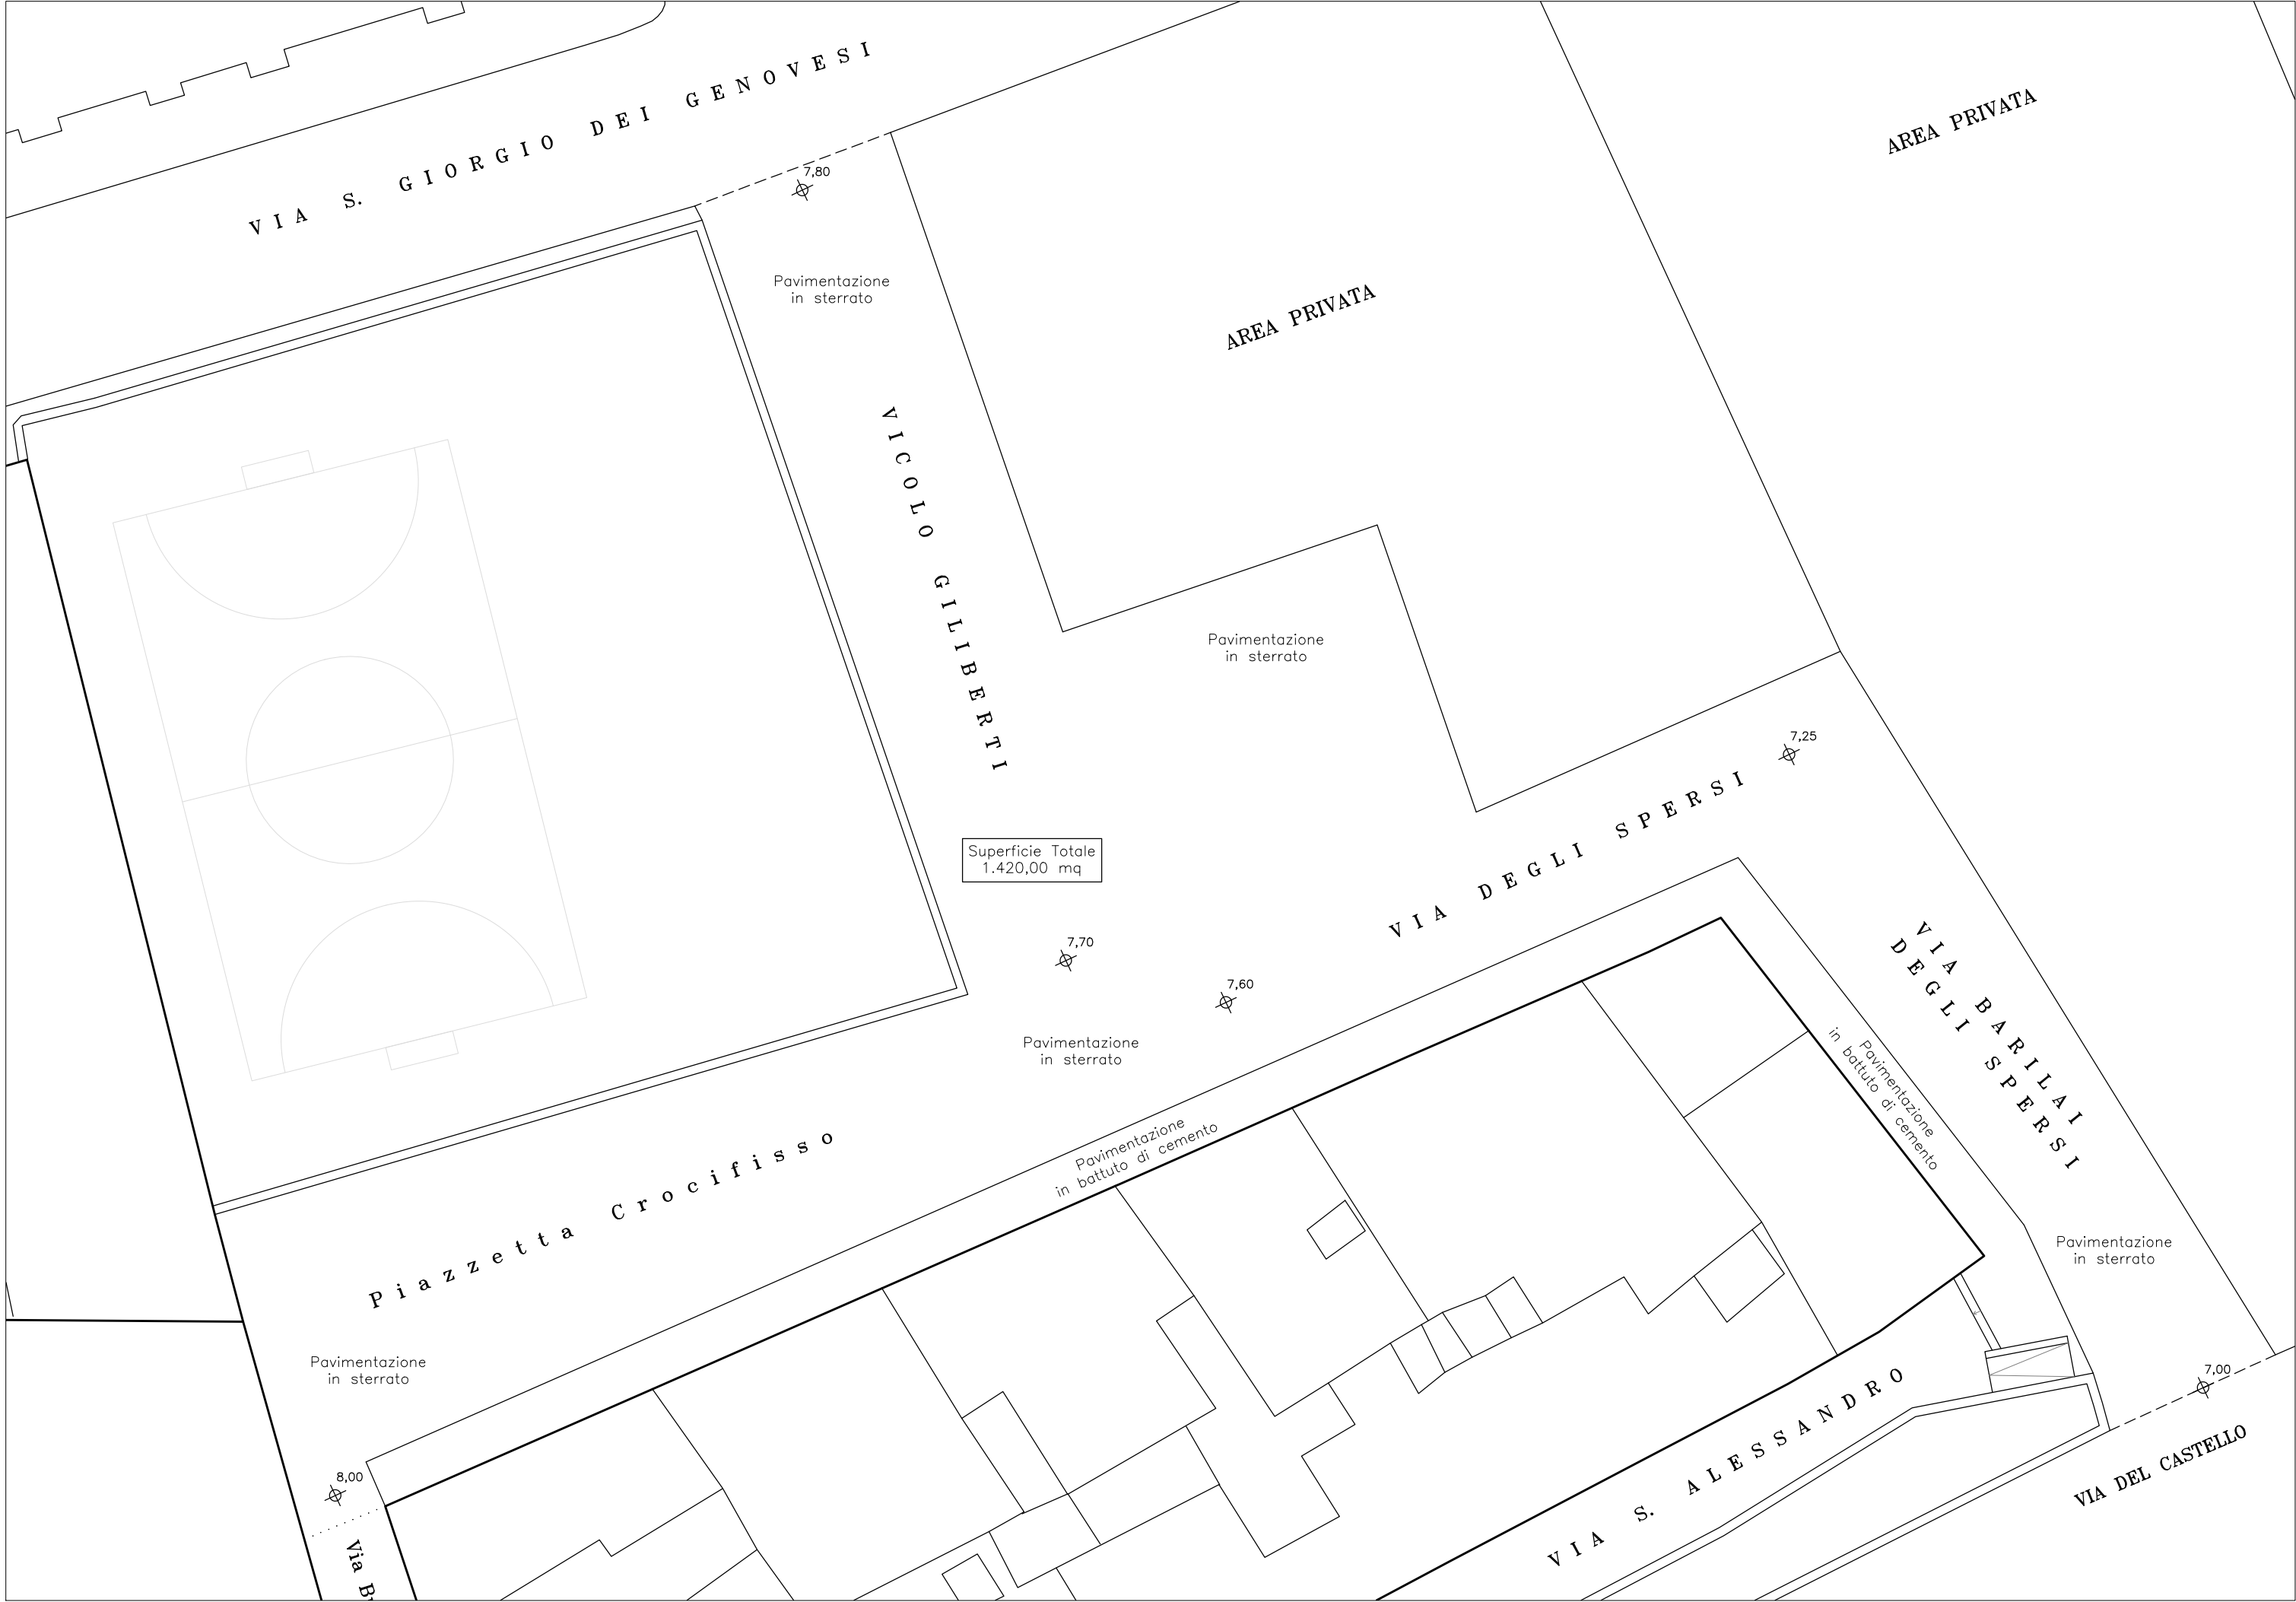 VIA S. GIORGIO DEI GENOVESI
AREA PRIVATA
7,80
Pavimentazione
in sterrato
AREA PRIVATA
VICOLO GILIBERTI
Pavimentazione
in sterrato
7,25
VIA DEGLI SPERSI
Superficie Totale
1.420,00 mq
7,70
7,60
Pavimentazione
in sterrato
VIA BARILAI
DEGLI SPERSI
Pavimentazione
in battuto di cemento
Pavimentazione
in battuto di cemento
Piazzetta Crocifisso
Pavimentazione
in sterrato
Pavimentazione
in sterrato
7,00
VIA S. ALESSANDRO
VIA DEL CASTELLO
8,00
Via